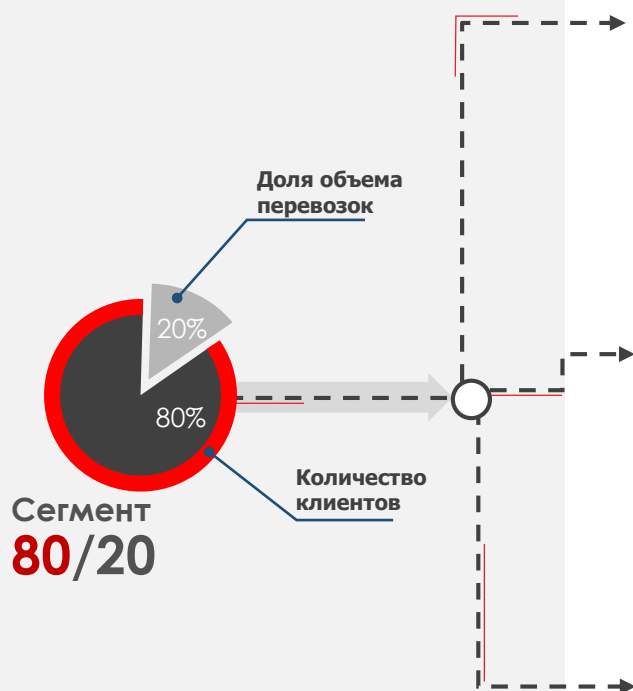 Доля объема
перевозок
20%
80%
Количество
клиентов
Сегмент
80/20